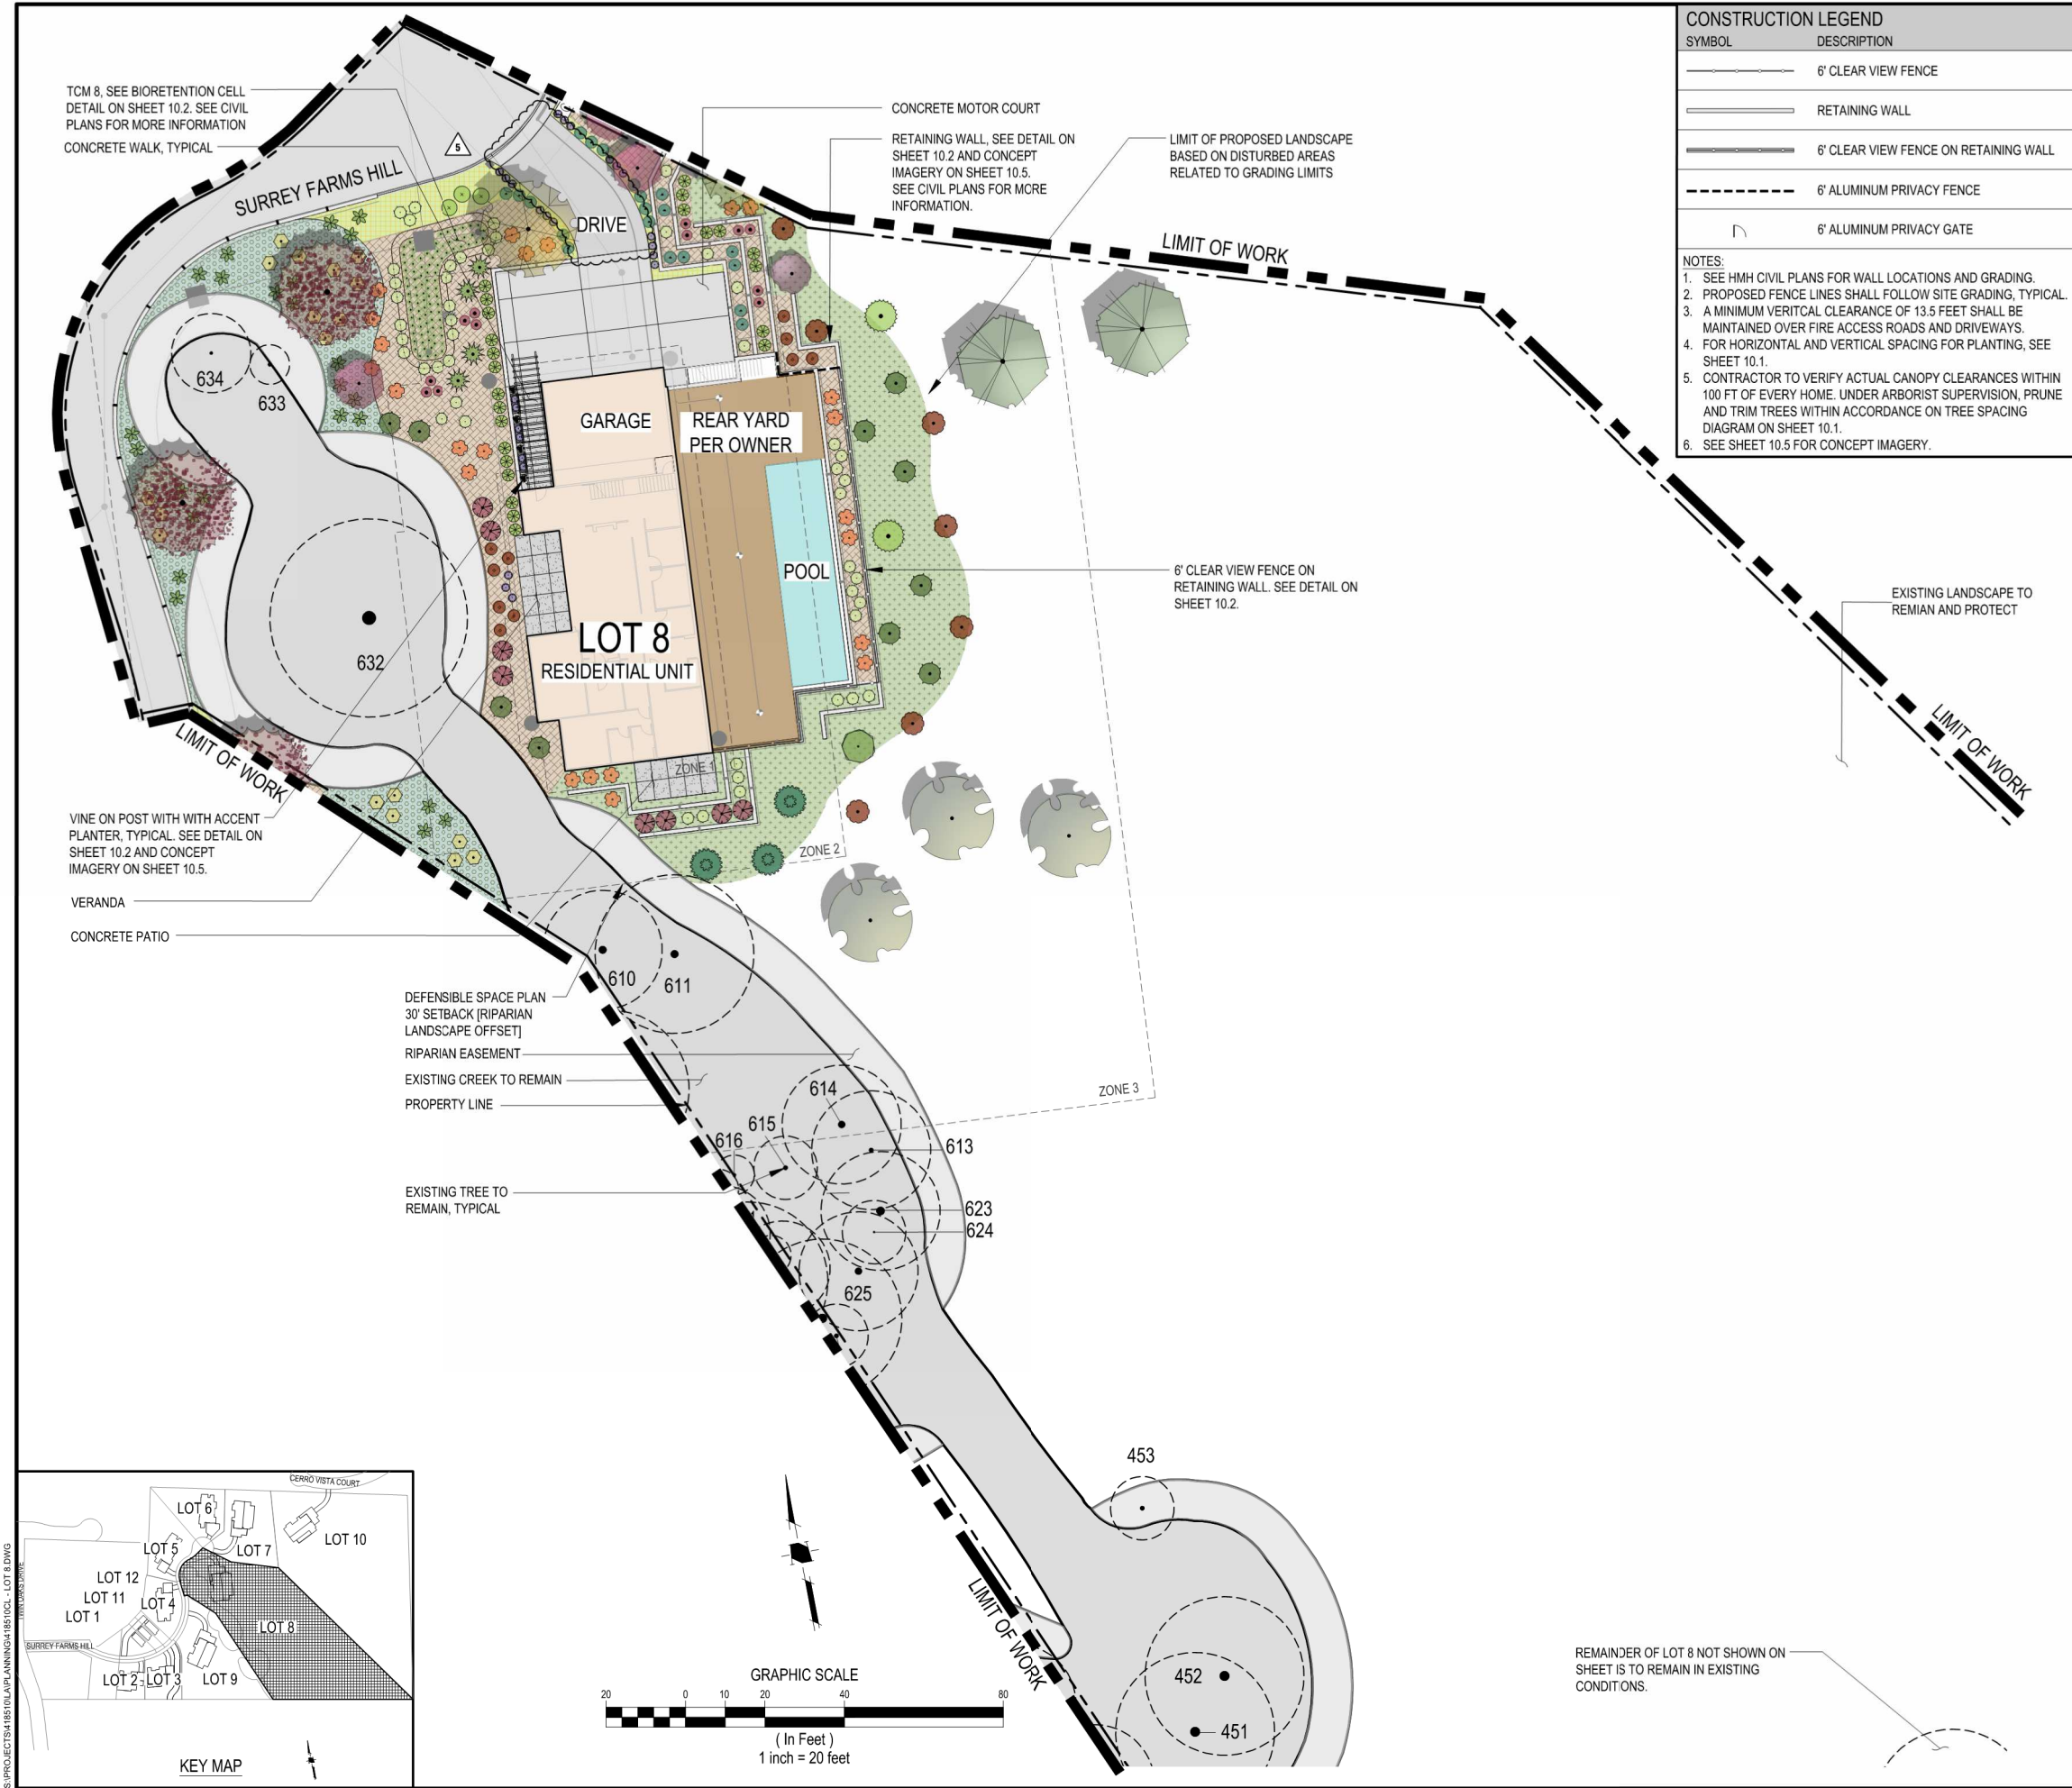 CONSTRUCTION LEGEND
SYMBOL DESCRIPTION
6' CLEAR VIEW FENCE
RETAINING WALL
6' CLEAR VIEW FENCE ON RETAINING WALL
6' ALUMINUM PRIVACY FENCE
6' ALUMINUM PRIVACY GATE
NOTES:
1. SEE HMH CIVIL PLANS FOR WALL LOCATIONS AND GRADING.
2. PROPOSED FENCE LINES SHALL FOLLOW SITE GRADING, TYPICAL.
3. A MINIMUM VERITCAL CLEARANCE OF 13.5 FEET SHALL BE
MAINTAINED OVER FIRE ACCESS ROADS AND DRIVEWAYS.
4. FOR HORIZONTAL AND VERTICAL SPACING FOR PLANTING, SEE
SHEET 10.1.
5. CONTRACTOR TO VERIFY ACTUAL CANOPY CLEARANCES WITHIN
100 FT OF EVERY HOME. UNDER ARBORIST SUPERVISION, PRUNE
AND TRIM TREES WITHIN ACCORDANCE ON TREE SPACING
DIAGRAM ON SHEET 10.1.
6. SEE SHEET 10.5 FOR CONCEPT IMAGERY.
TCM 8, SEE BIORETENTION CELL
DETAIL ON SHEET 10.2. SEE CIVIL
PLANS FOR MORE INFORMATION
CONCRETE WALK, TYPICAL
5
SURREY FARMS HILL
DRIVE
CONCRETE MOTOR COURT
RETAINING WALL, SEE DETAIL ON
SHEET 10.2 AND CONCEPT
IMAGERY ON SHEET 10.5.
SEE CIVIL PLANS FOR MORE
INFORMATION.
LIMIT OF PROPOSED LANDSCAPE
BASED ON DISTURBED AREAS
RELATED TO GRADING LIMITS
LIMIT OF WORK
634
633
GARAGE
REAR YARD
PER OWNER
POOL
6' CLEAR VIEW FENCE ON
RETAINING WALL. SEE DETAIL ON
SHEET 10.2.
EXISTING LANDSCAPE TO
REMIAN AND PROTECT
632
LOT 8
RESIDENTIAL UNIT
LIMIT OF WORK
LIMIT OF WORK
ZONE 1
ZONE 2
VINE ON POST WITH WITH ACCENT
PLANTER, TYPICAL. SEE DETAIL ON
SHEET 10.2 AND CONCEPT
IMAGERY ON SHEET 10.5.
VERANDA
CONCRETE PATIO
610
611
DEFENSIBLE SPACE PLAN
30' SETBACK [RIPARIAN
LANDSCAPE OFFSET]
RIPARIAN EASEMENT
EXISTING CREEK TO REMAIN
PROPERTY LINE
ZONE 3
614
615
616
613
EXISTING TREE TO
REMAIN, TYPICAL
623
624
625
453
452
451
LIMIT OF WORK
CERRO VISTA COURT
LOT 6
LOT 10
LOT 5
LOT 7
LOT 12
LOT 11
LOT 4
LOT 1
LOT 8
TWIN OAKS DRIVE
SURREY FARMS HILL
LOT 2
LOT 3
LOT 9
KEY MAP
GRAPHIC SCALE
20 0 10 20 40 80
( In Feet )
1 inch = 20 feet
REMAINDER OF LOT 8 NOT SHOWN ON
SHEET IS TO REMAIN IN EXISTING
CONDITIONS.
S:\PROJECTS\418510\LA\PLANNING\418510CL - LOT 8.DWG